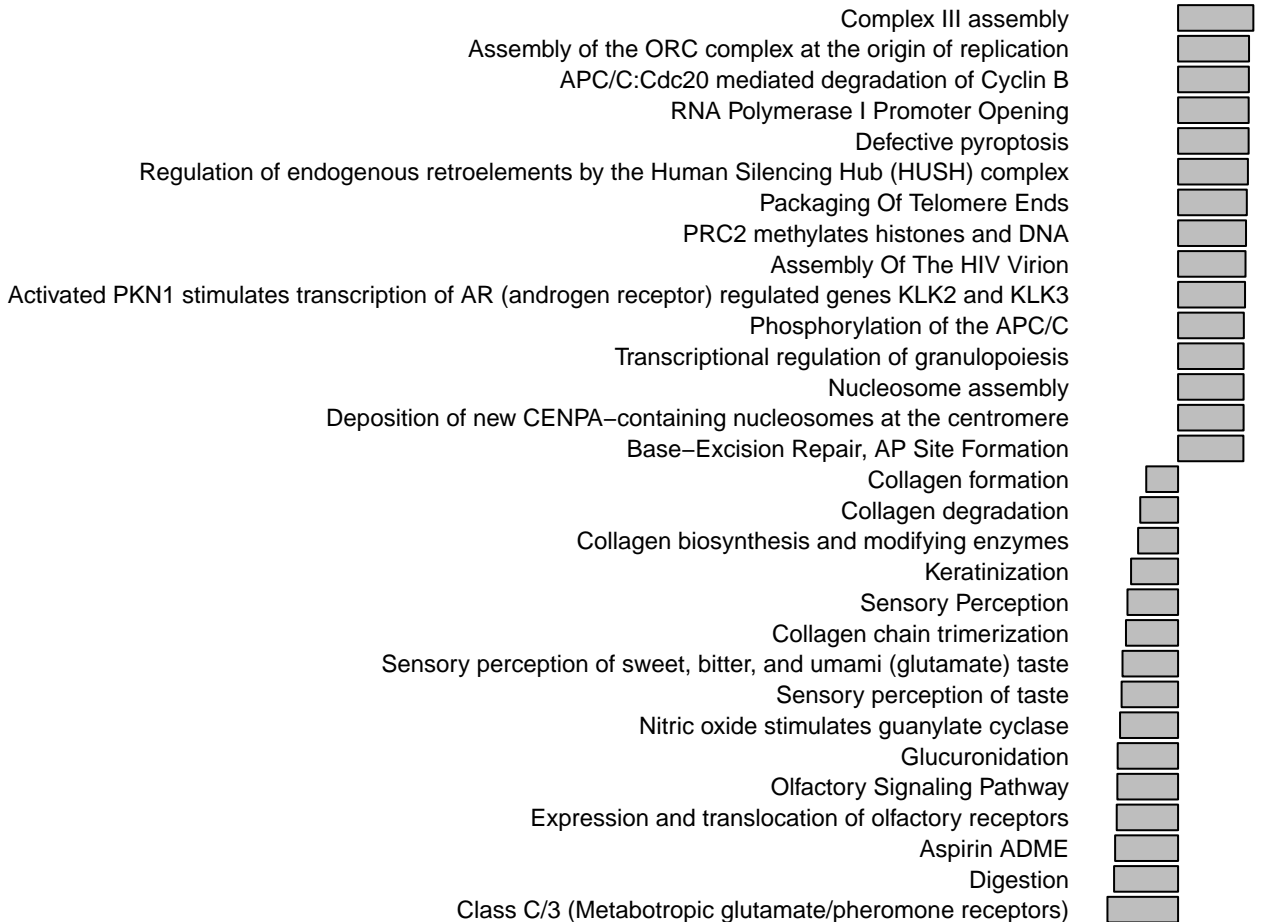 Complex III assembly
Assembly of the ORC complex at the origin of replication
APC/C:Cdc20 mediated degradation of Cyclin B
RNA Polymerase I Promoter Opening
Defective pyroptosis
Regulation of endogenous retroelements by the Human Silencing Hub (HUSH) complex
Packaging Of Telomere Ends
PRC2 methylates histones and DNA
Assembly Of The HIV Virion
Activated PKN1 stimulates transcription of AR (androgen receptor) regulated genes KLK2 and KLK3
Phosphorylation of the APC/C
Transcriptional regulation of granulopoiesis
Nucleosome assembly
Deposition of new CENPA−containing nucleosomes at the centromere
Base−Excision Repair, AP Site Formation
Collagen formation
Collagen degradation
Collagen biosynthesis and modifying enzymes
Keratinization
Sensory Perception
Collagen chain trimerization
Sensory perception of sweet, bitter, and umami (glutamate) taste
Sensory perception of taste
Nitric oxide stimulates guanylate cyclase
Glucuronidation
Olfactory Signaling Pathway
Expression and translocation of olfactory receptors
Aspirin ADME
Digestion
Class C/3 (Metabotropic glutamate/pheromone receptors)